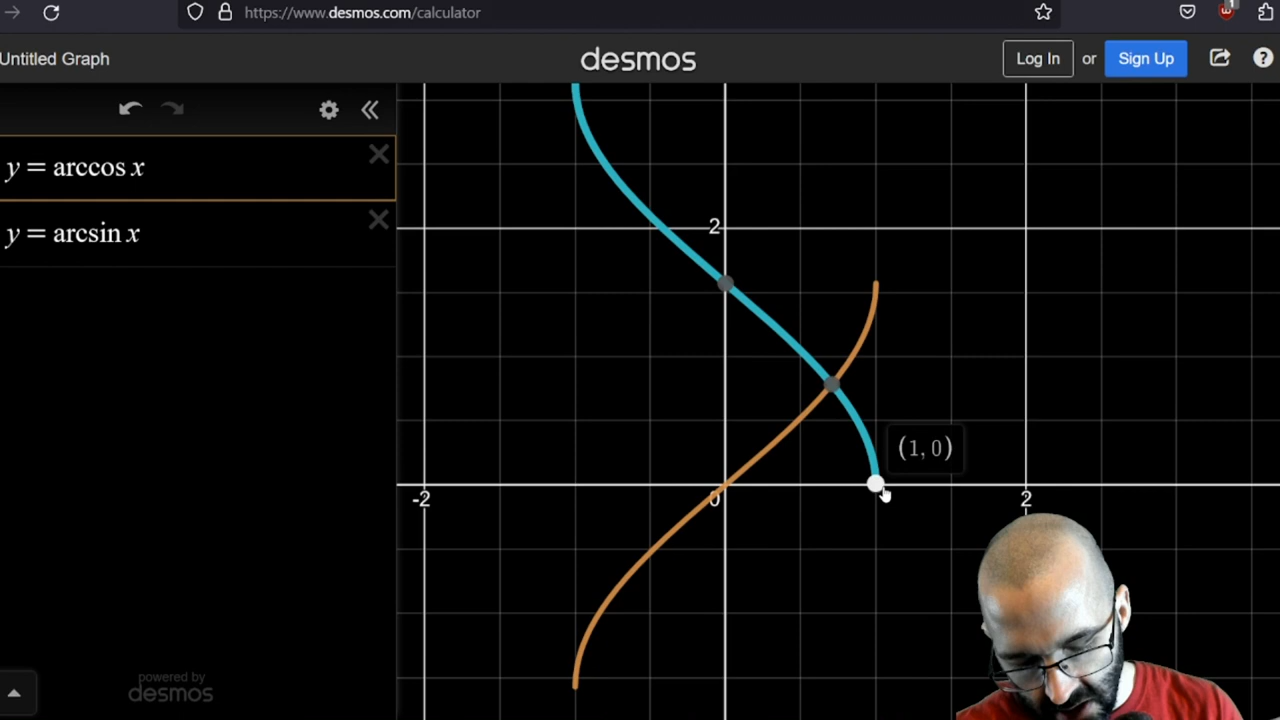 https://www.desmos.com/calculator
1
Untitled Graph
desmos
Log In or Sign Up
?
y = arccos x
y = arcsin x
2
(1, 0)
-2
0
2
powered by
desmos